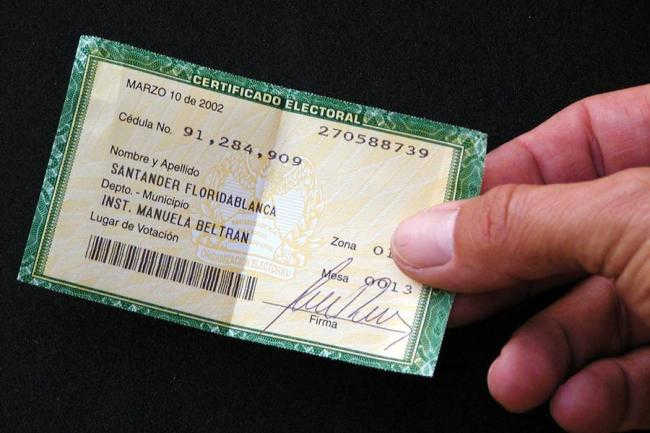 CERTIFICADO ELECTORAL
MARZO 10 de 2002
270588739
Cédula No. 91,284,909
Nombre y Apellido
SANTANDER FLORIDABLANCA
Depto. - Municipio
INST. MANUELA BELTRAN
Lugar de Votación
Zona
Mesa 0013
Firma